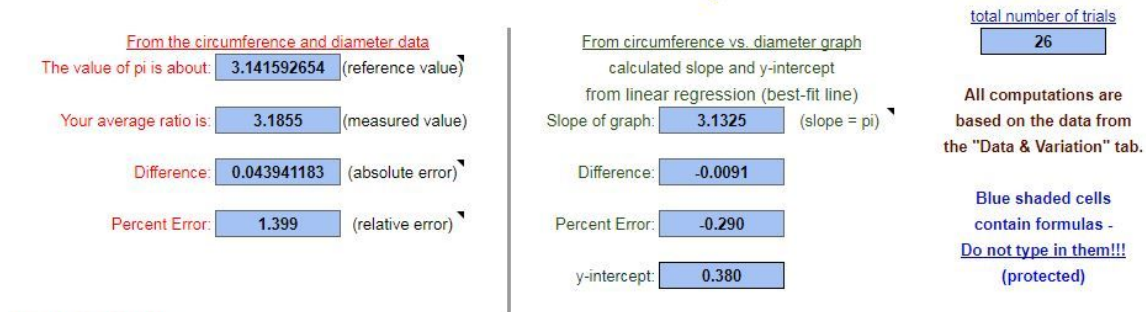 From the circumference and diameter data
The value of pi is about: 3.141592654 (reference value)
Your average ratio is: 3.1855 (measured value)
Difference: 0.043941183 (absolute error)
Percent Error: 1.399 (relative error)
From circumference vs. diameter graph
calculated slope and y-intercept
from linear regression (best-fit line)
Slope of graph: 3.1325 (slope = pi)
Difference: -0.0091
Percent Error: -0.290
y-intercept: 0.380
total number of trials
26
All computations are
based on the data from
the "Data & Variation" tab.
Blue shaded cells
contain formulas -
Do not type in them!!!
(protected)